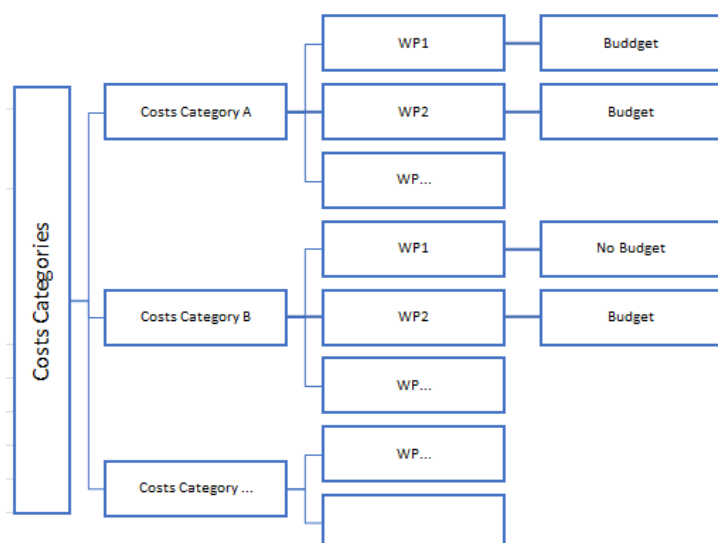 Costs Categories
Costs Category A
WP1
Buddget
WP2
Budget
WP...
Costs Category B
WP1
No Budget
WP2
Budget
WP...
Costs Category ...
WP...